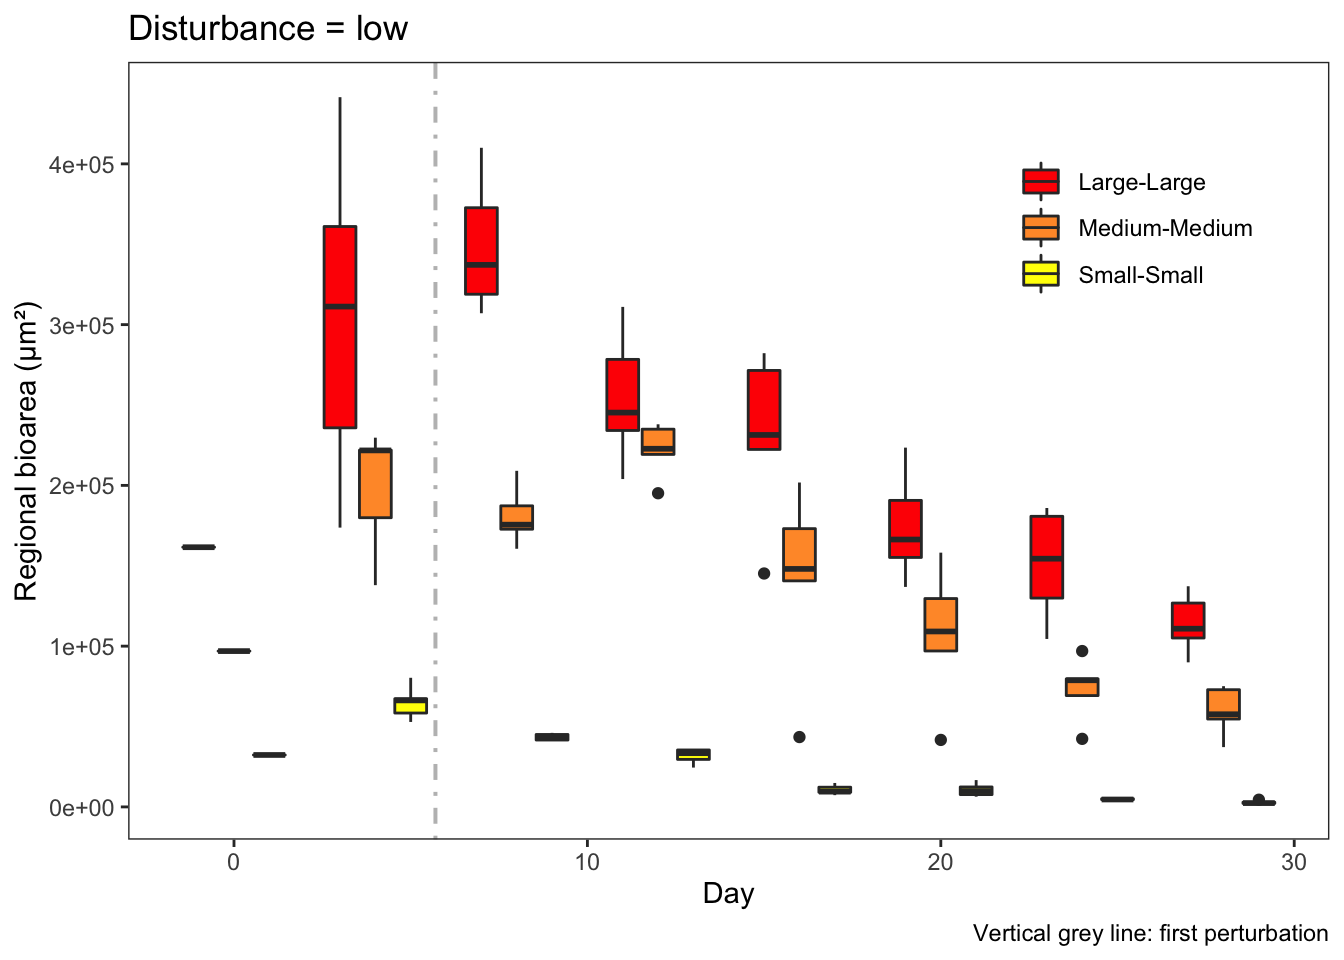 Disturbance = low
Regional bioarea (µm²)
4e+05
3e+05
2e+05
1e+05
0e+00
Large-Large
Medium-Medium
Small-Small
0
10
20
30
Day
Vertical grey line: first perturbation